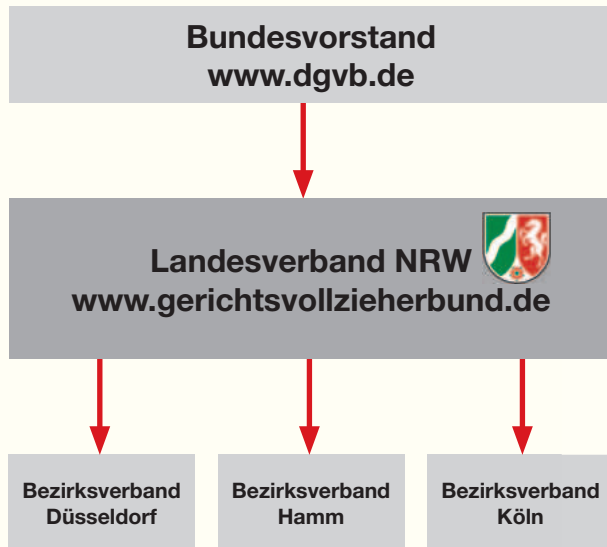 Bundesvorstand
www.dgvb.de
Landesverband NRW
www.gerichtsvollzieherbund.de
Bezirksverband
Düsseldorf
Bezirksverband
Hamm
Bezirksverband
Köln